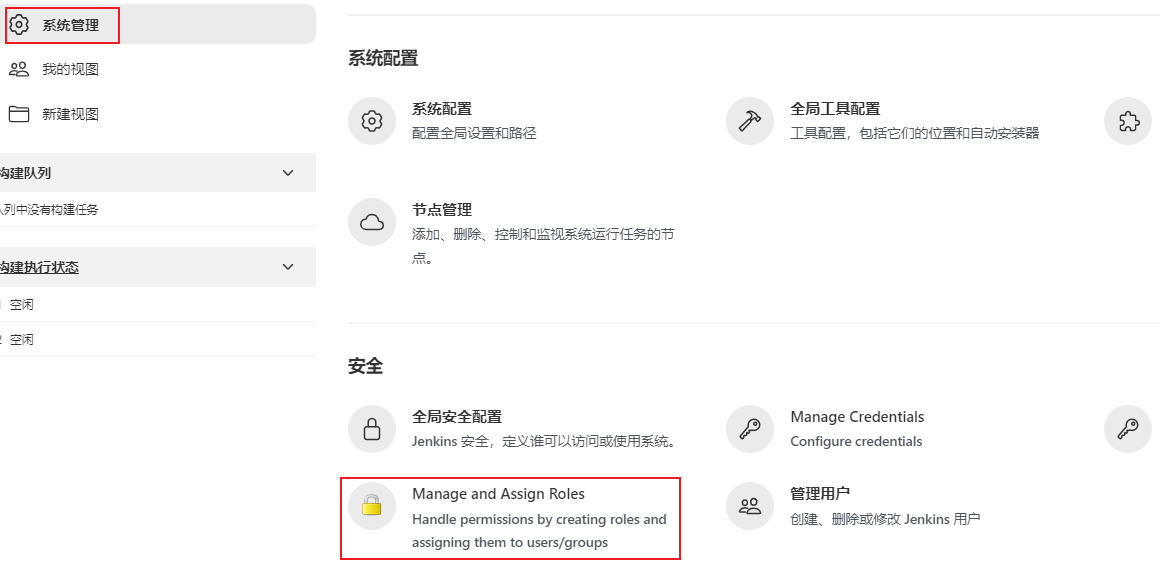 系统管理
我的视图
新建视图
构建队列
队列中没有构建任务
构建执行状态
空闲
2 空闲
系统配置
系统配置
配置全局设置和路径
全局工具配置
工具配置，包括它们的位置和自动安装器
节点管理
添加、删除、控制和监视系统运行任务的节
点。
安全
全局安全配置
Jenkins 安全，定义谁可以访问或使用系统。
Manage Credentials
Configure credentials
Manage and Assign Roles
Handle permissions by creating roles and
assigning them to users/groups
管理用户
创建、删除或修改 Jenkins 用户